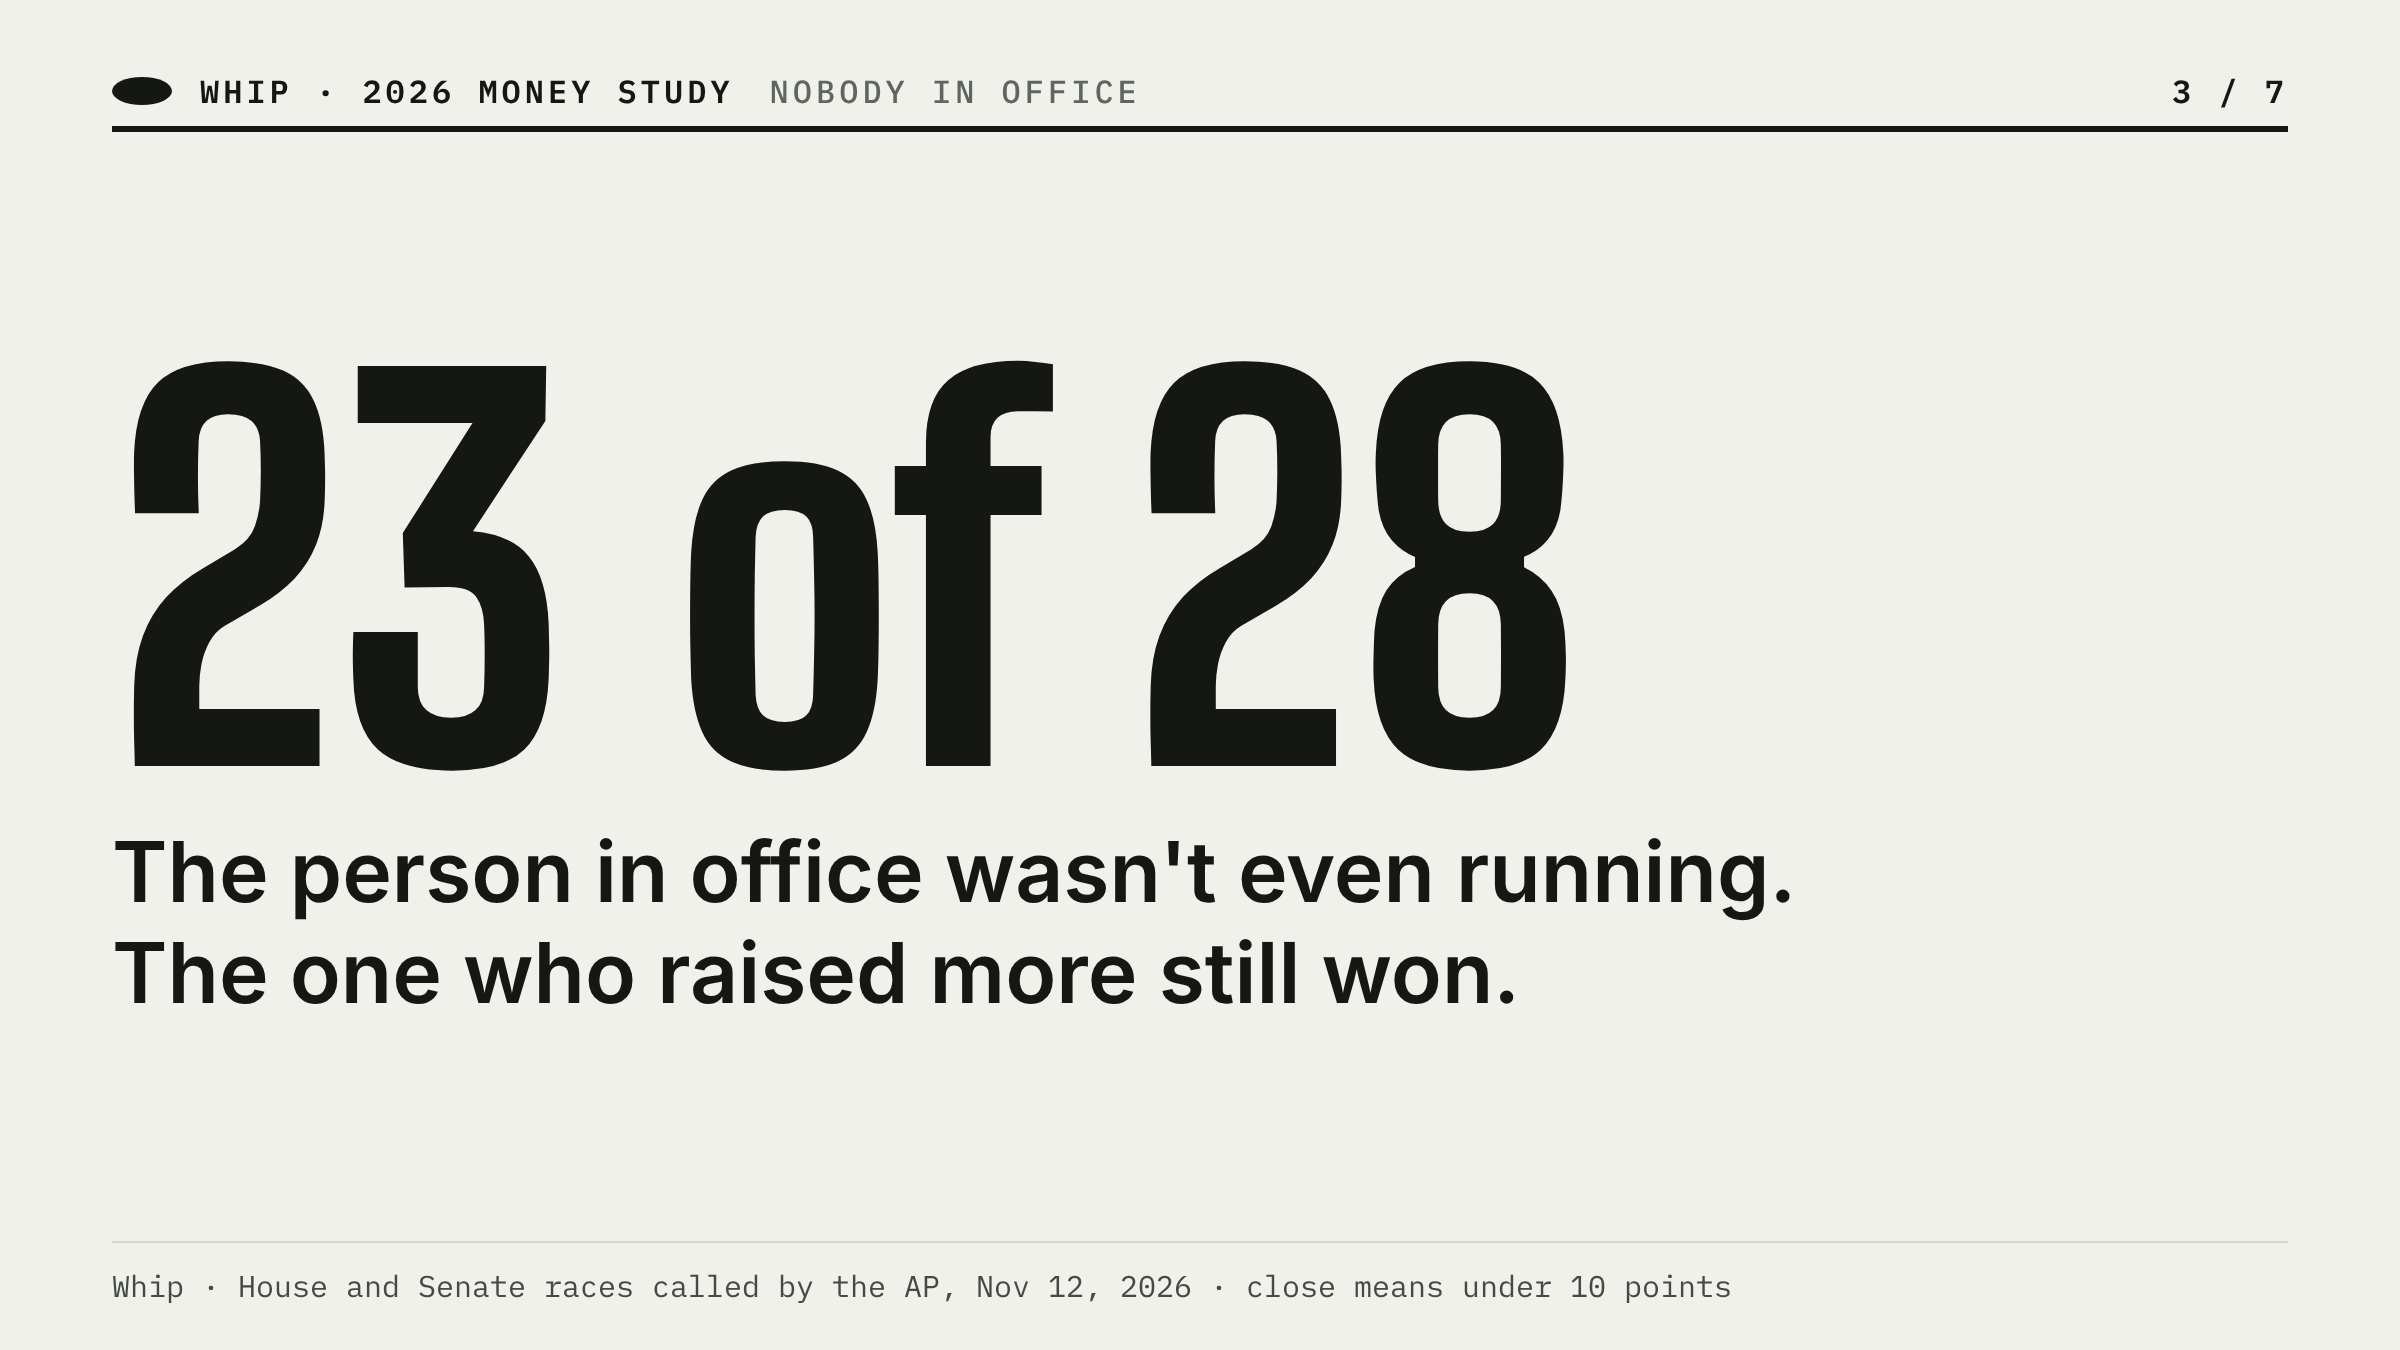 WHIP · 2026 MONEY STUDY NOBODY IN OFFICE 3 / 7
23 of 28
The person in office wasn't even running.
The one who raised more still won.
Whip · House and Senate races called by the AP, Nov 12, 2026 · close means under 10 points